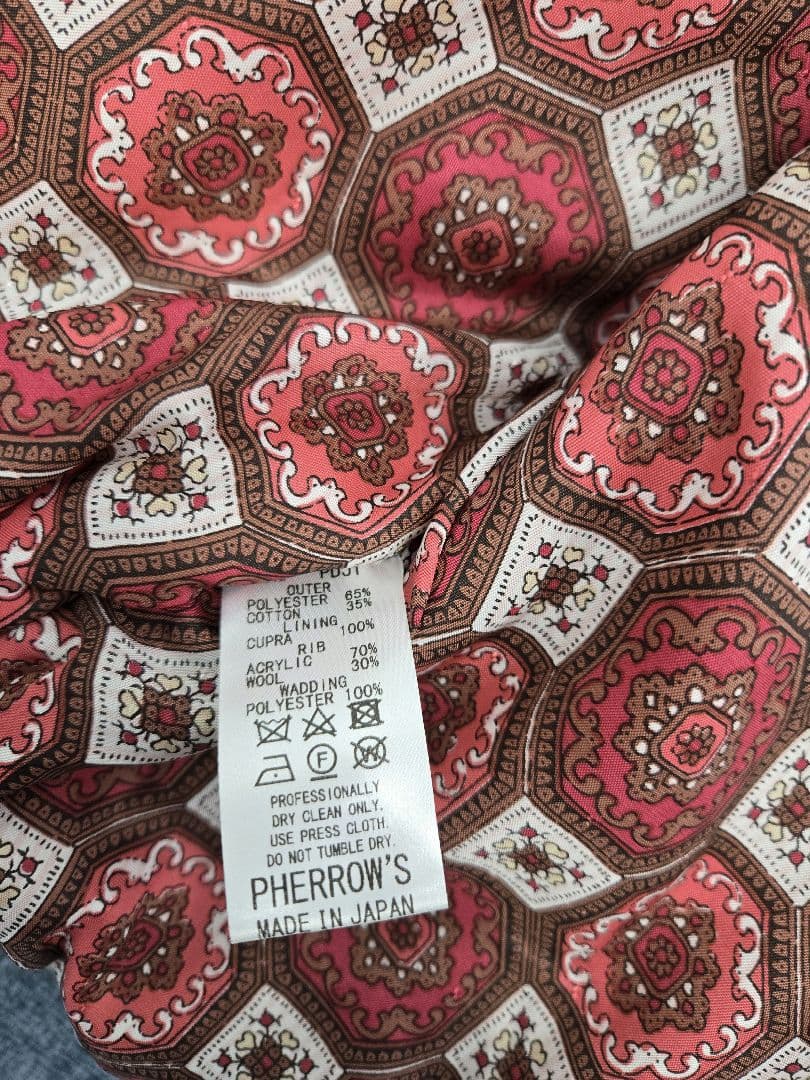 OUTER
POLYESTER 65%
COTTON 35%
LINING
CUPRA 100%
RIB
ACRYLIC 70%
WOOL 30%
WADDING
POLYESTER 100%
F
W
PROFESSIONALLY
DRY CLEAN ONLY.
USE PRESS CLOTH.
DO NOT TUMBLE DRY.
PHERROW'S
MADE IN JAPAN